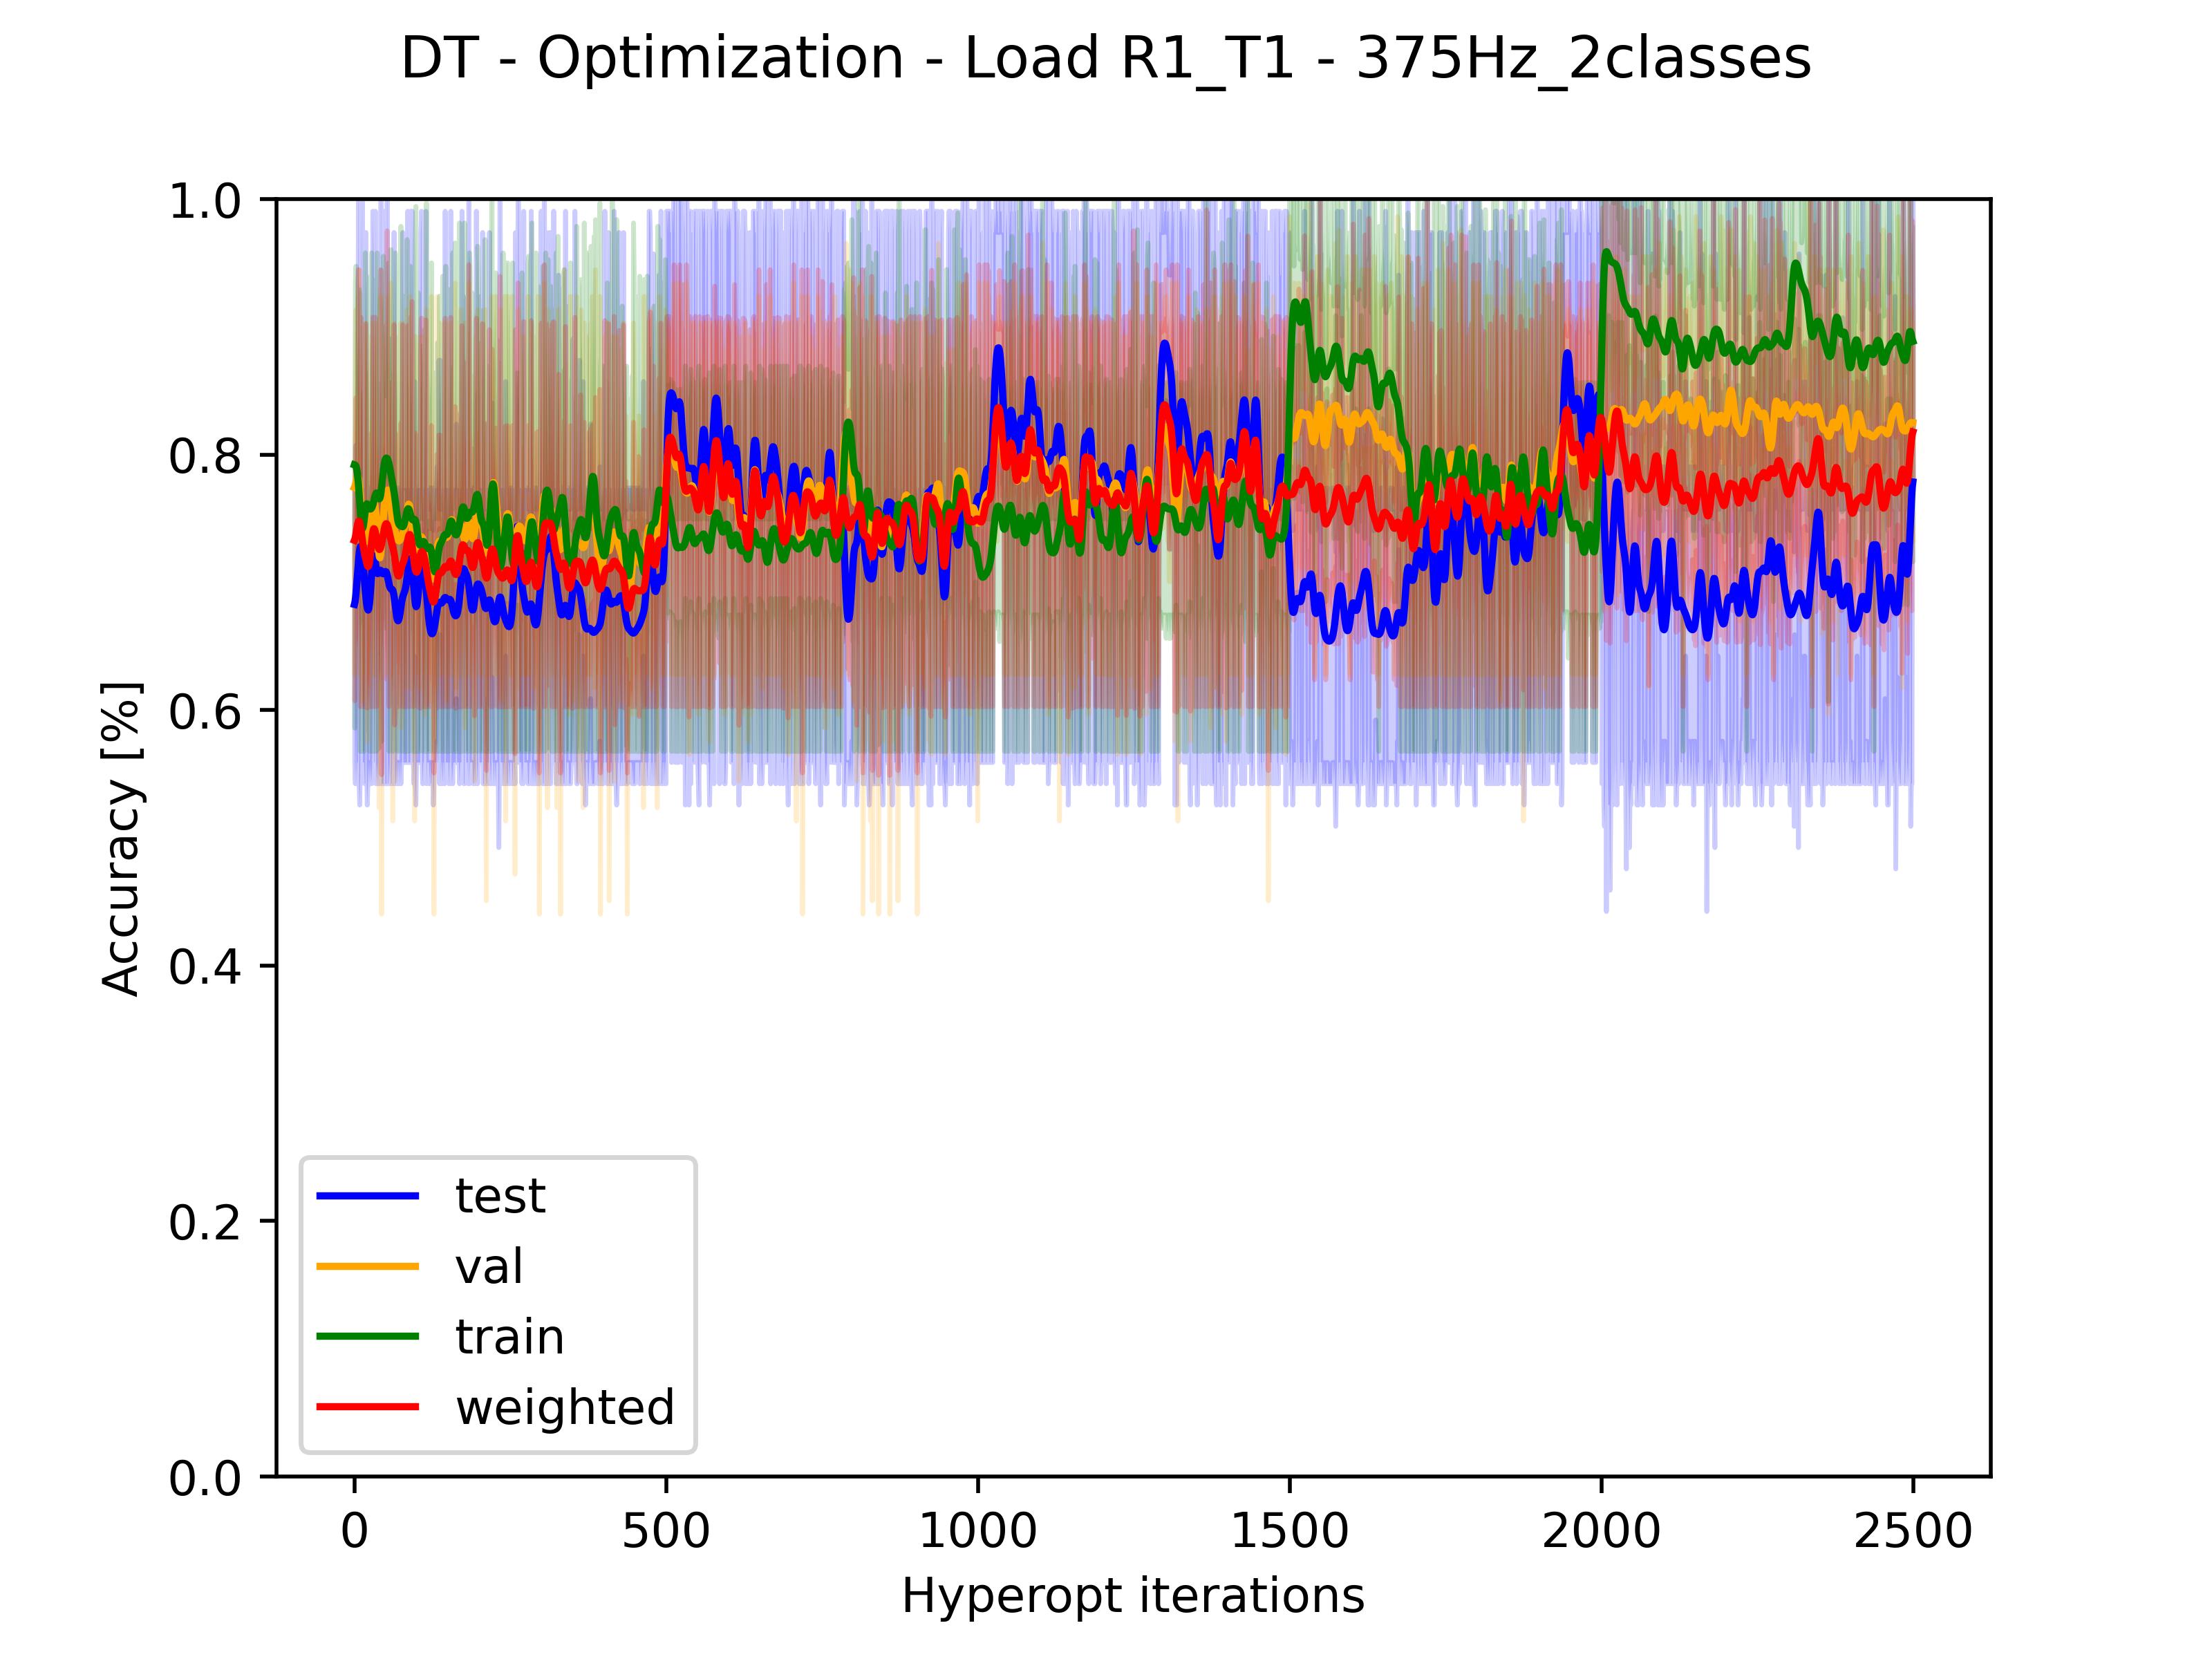 DT - Optimization - Load R1_T1 - 375Hz_2classes
1.0
0.8
0.6
0.4
0.2
0.0
Accuracy [%]
test
val
train
weighted
0 500 1000 1500 2000 2500
Hyperopt iterations